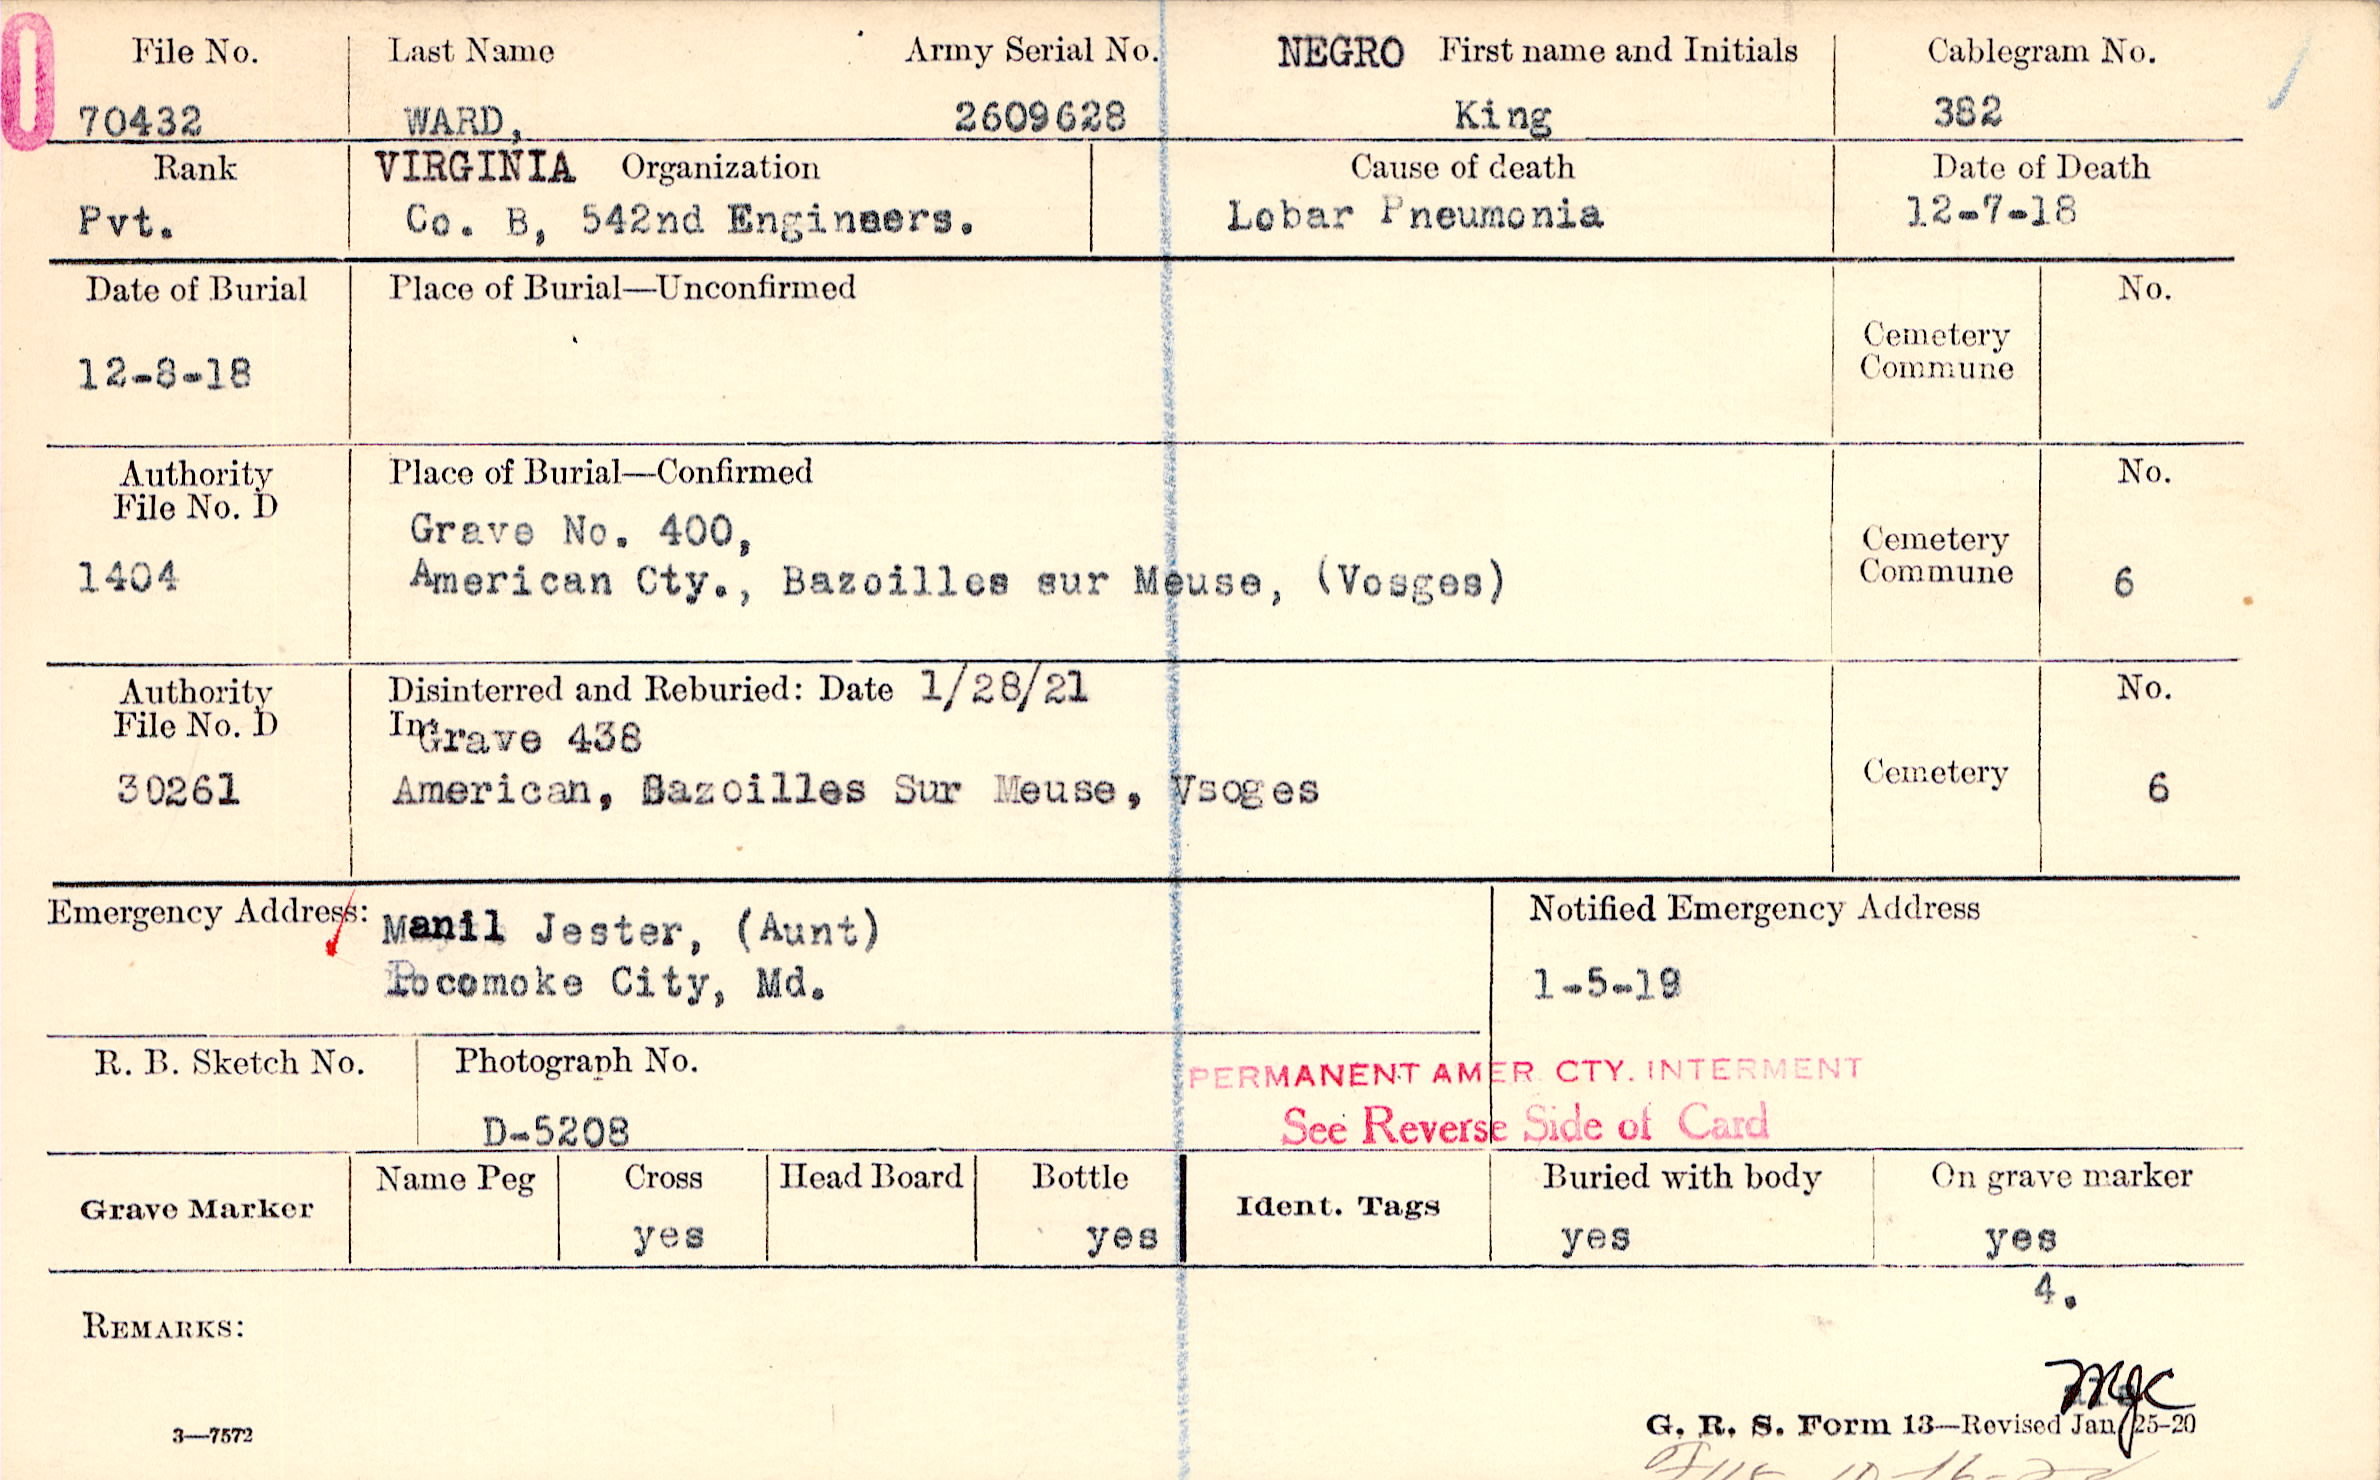 File No. Last Name Army Serial No. NEGRO First name and Initials Cablegram No.
70432 WARD, 2609628 King 382
Rank VIRGINIA Organization Cause of death Date of Death
Pvt. Co. B, 542nd Engineers. Lobar Pneumonia 12-7-18
Date of Burial Place of Burial—Unconfirmed No.
Cemetery
Commune
12-8-18
Authority Place of Burial—Confirmed No.
File No. D
Grave No. 400,
Cemetery
Commune
1404 American Cty., Bazoilles sur Meuse, (Vosges) 6
Authority Disinterred and Reburied: Date 1/28/21 No.
File No. D In Grave 438
Cemetery
30261 American, Bazoilles Sur Meuse, Vsoges 6
Emergency Address: Manil Jester, (Aunt) Notified Emergency Address
Pocomoke City, Md. 1-5-19
R. B. Sketch No. Photograph No.
PERMANENT AMER. CTY. INTERMENT
See Reverse Side of Card
D-5208
Name Peg Cross Head Board Bottle Buried with body On grave marker
Grave Marker Ident. Tags
yes yes yes yes
4.
REMARKS:
MJC
3—7572 G. R. S. Form 13—Revised Jan 25-20